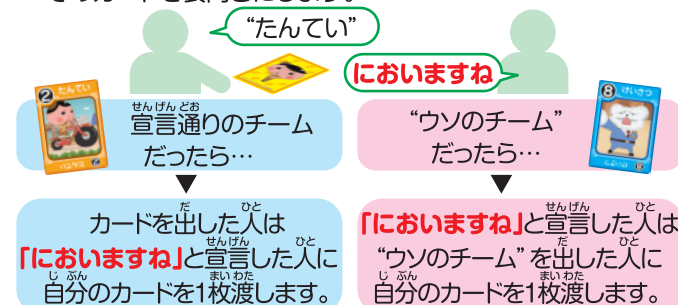 “たんてい”
においますね
② たんてい
⑧ けいさつ
宣言通りのチーム
だったら…
“ウソのチーム”
だったら…
カードを出した人は
「においますね」と宣言した人に
自分のカードを1枚渡します。
「においますね」と宣言した人は
“ウソのチーム”を出した人に
自分のカードを1枚渡します。